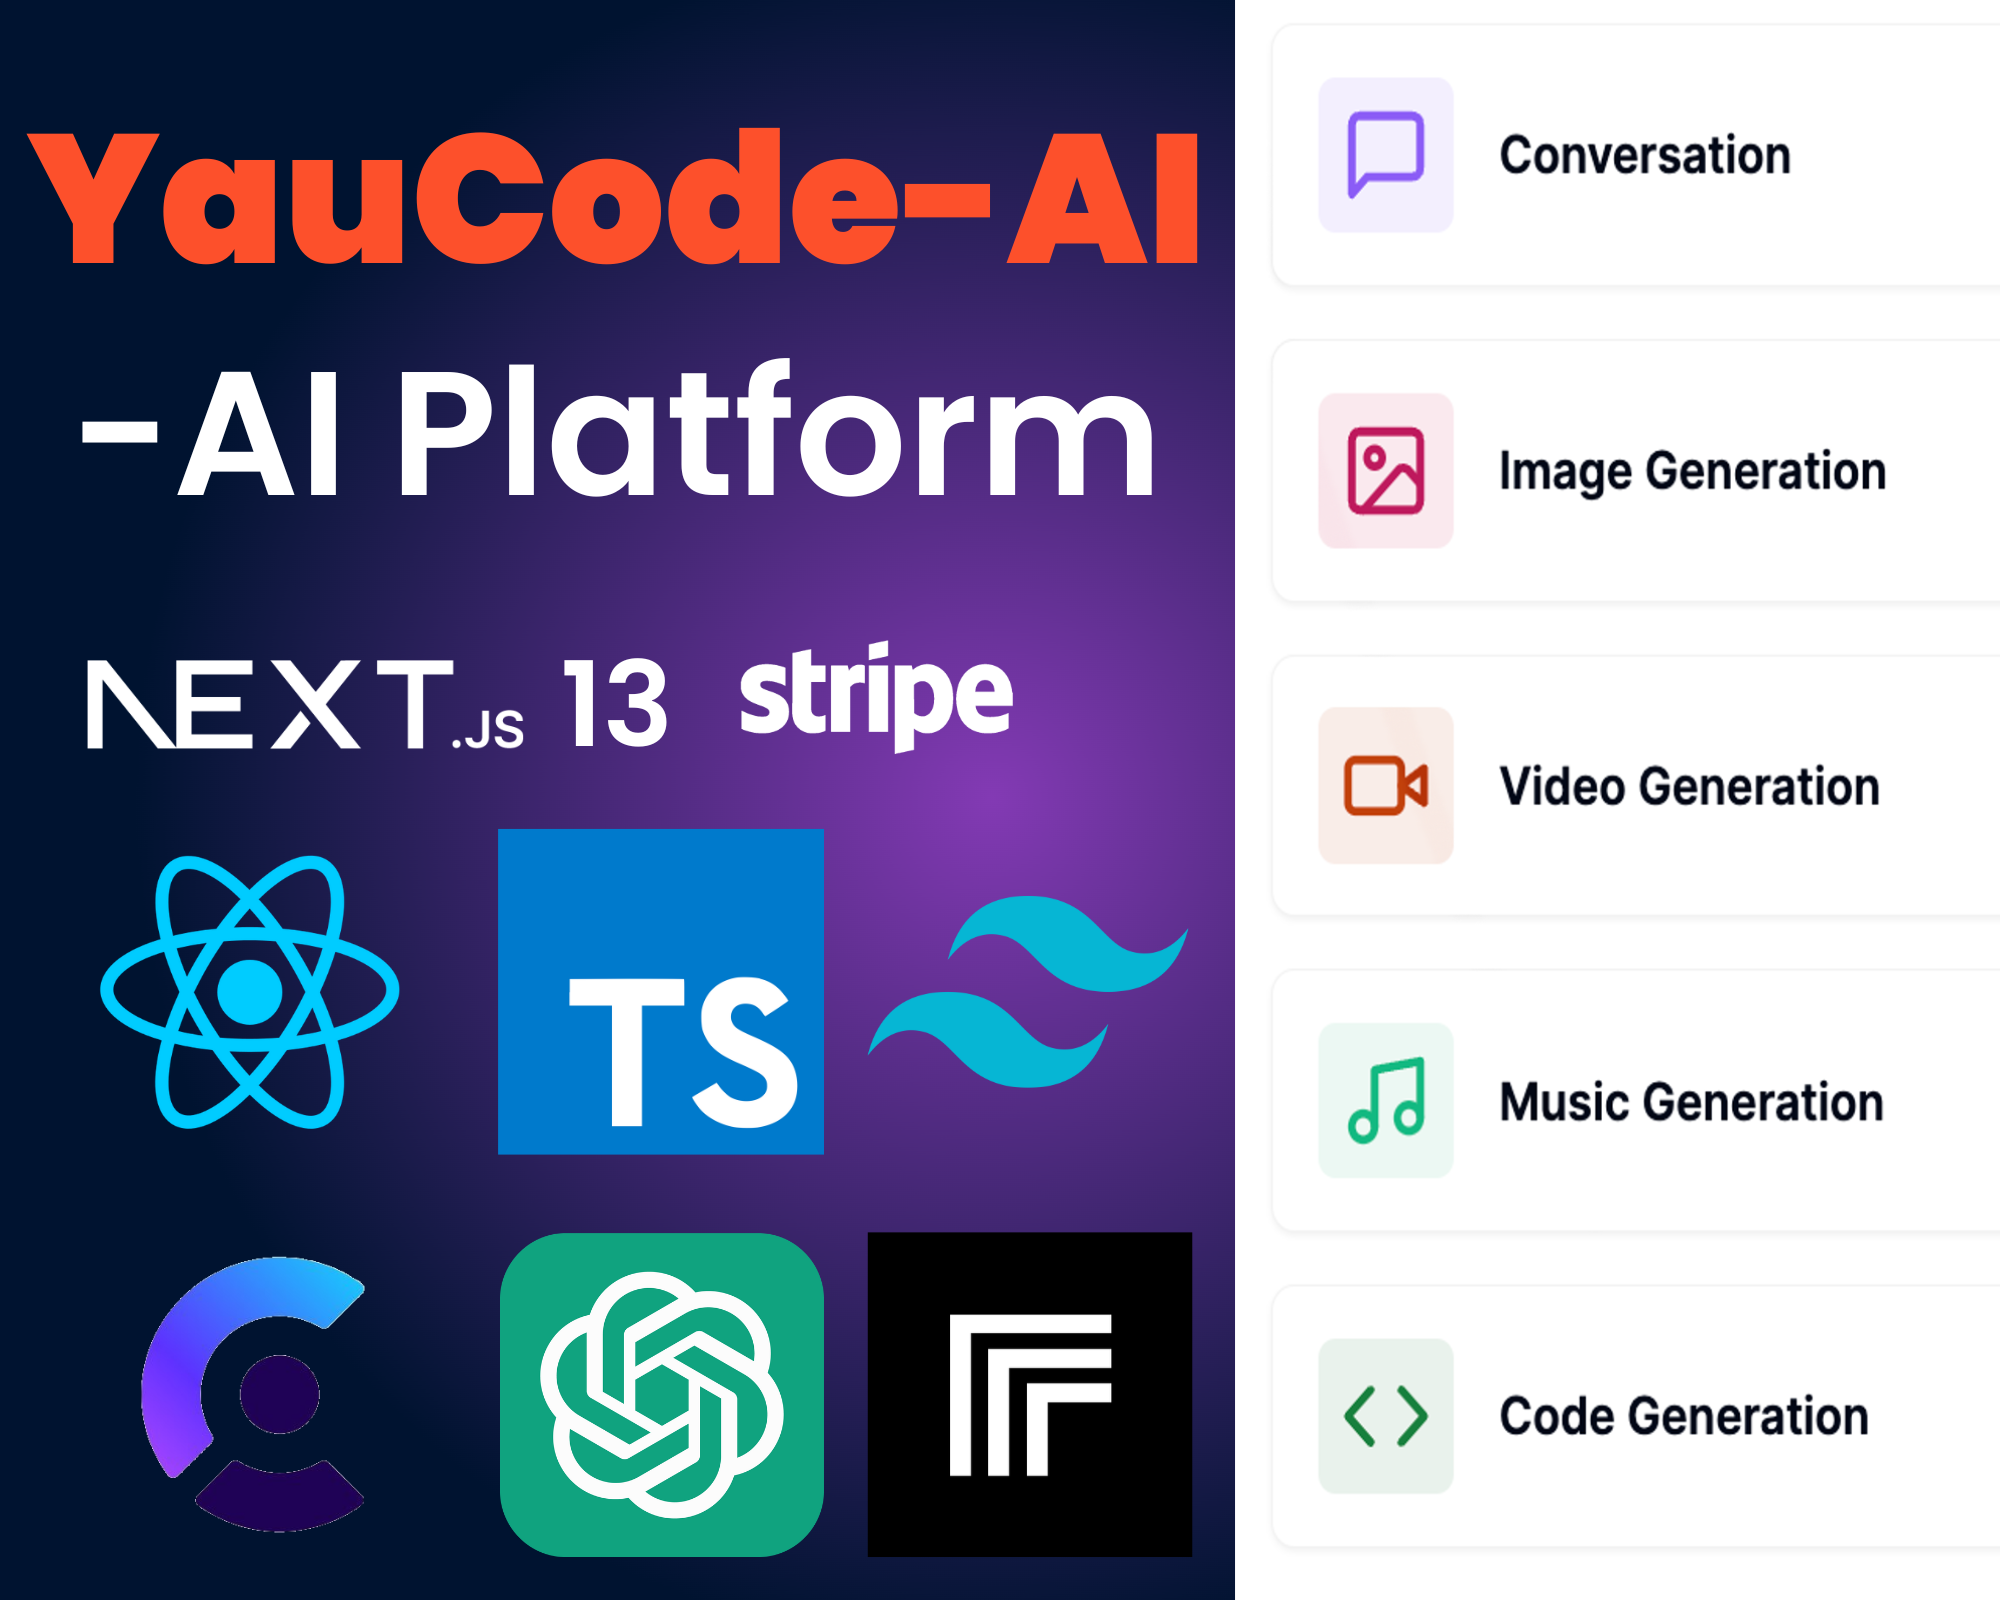 YauCode-AI
-AI Platform
NEXT.JS 13 stripe
TS
Conversation
Image Generation
Video Generation
Music Generation
Code Generation